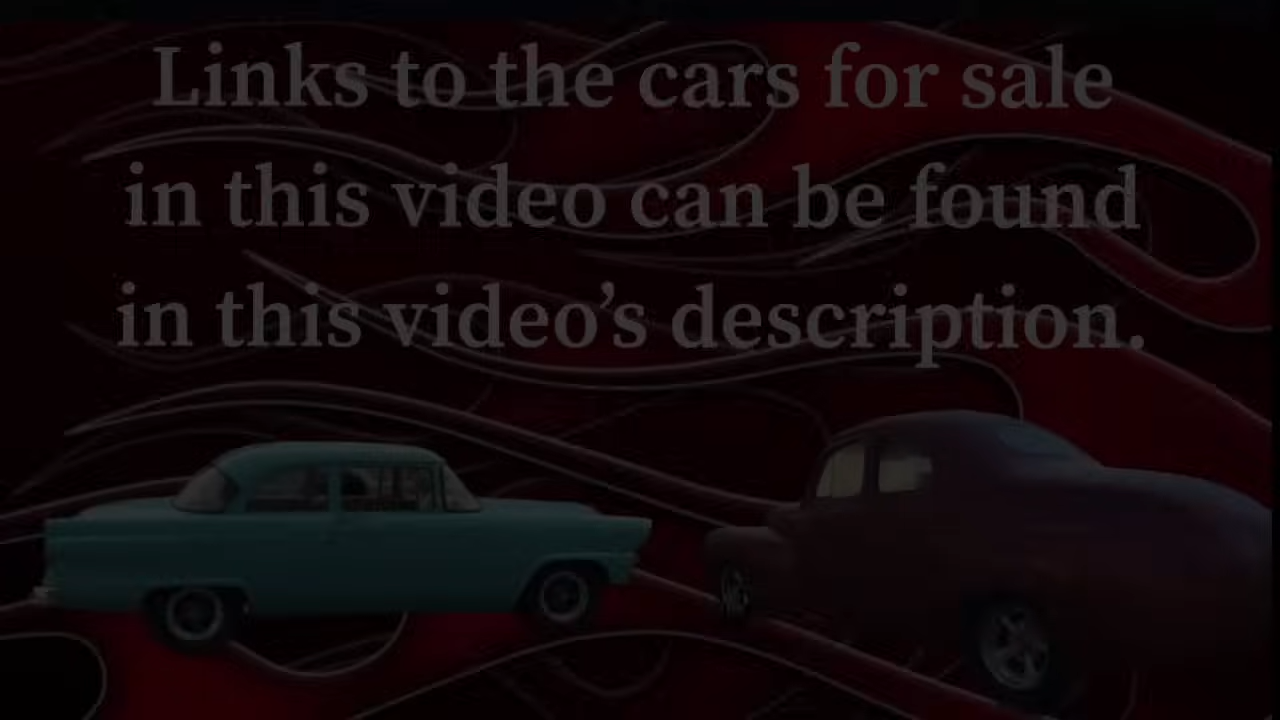 Links to the cars for sale
in this video can be found
in this video’s description.